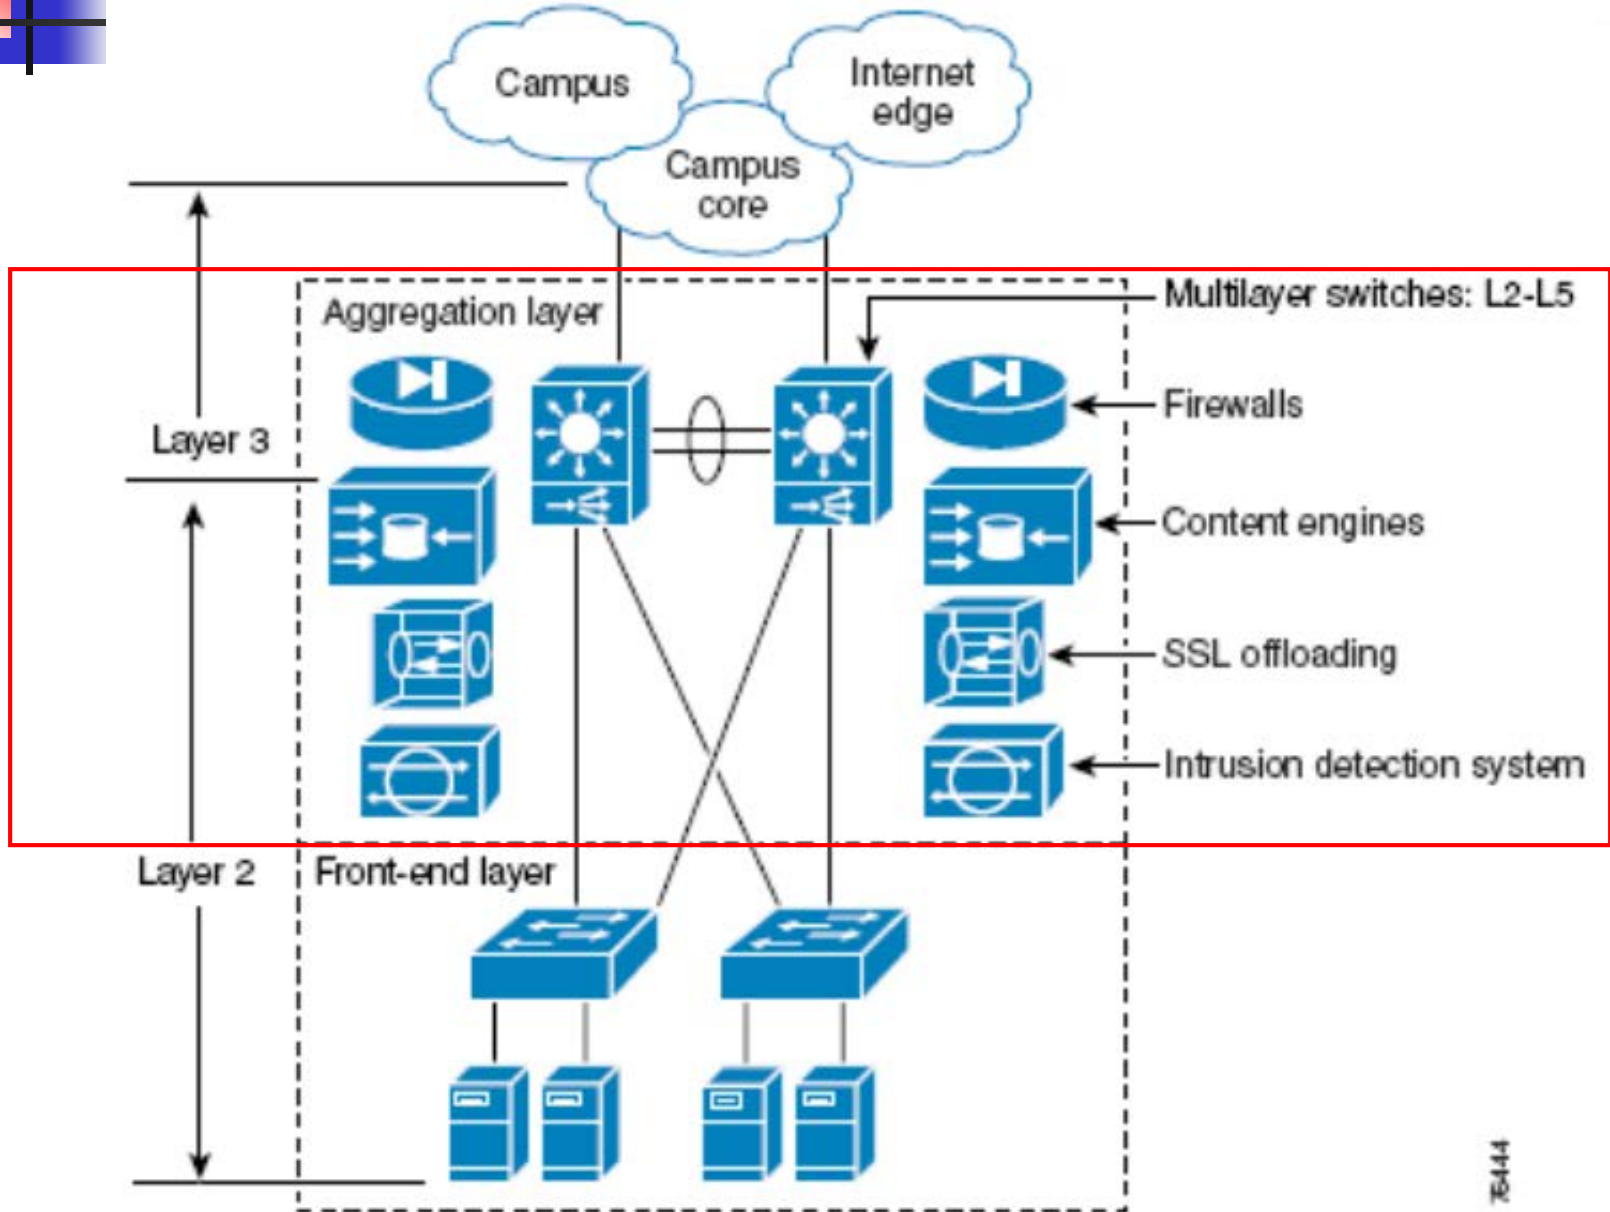 Campus
Internet
edge
Campus
core
Aggregation layer
Multilayer switches: L2-L5
Firewalls
Layer 3
Content engines
SSL offloading
Intrusion detection system
Layer 2
Front-end layer
76444